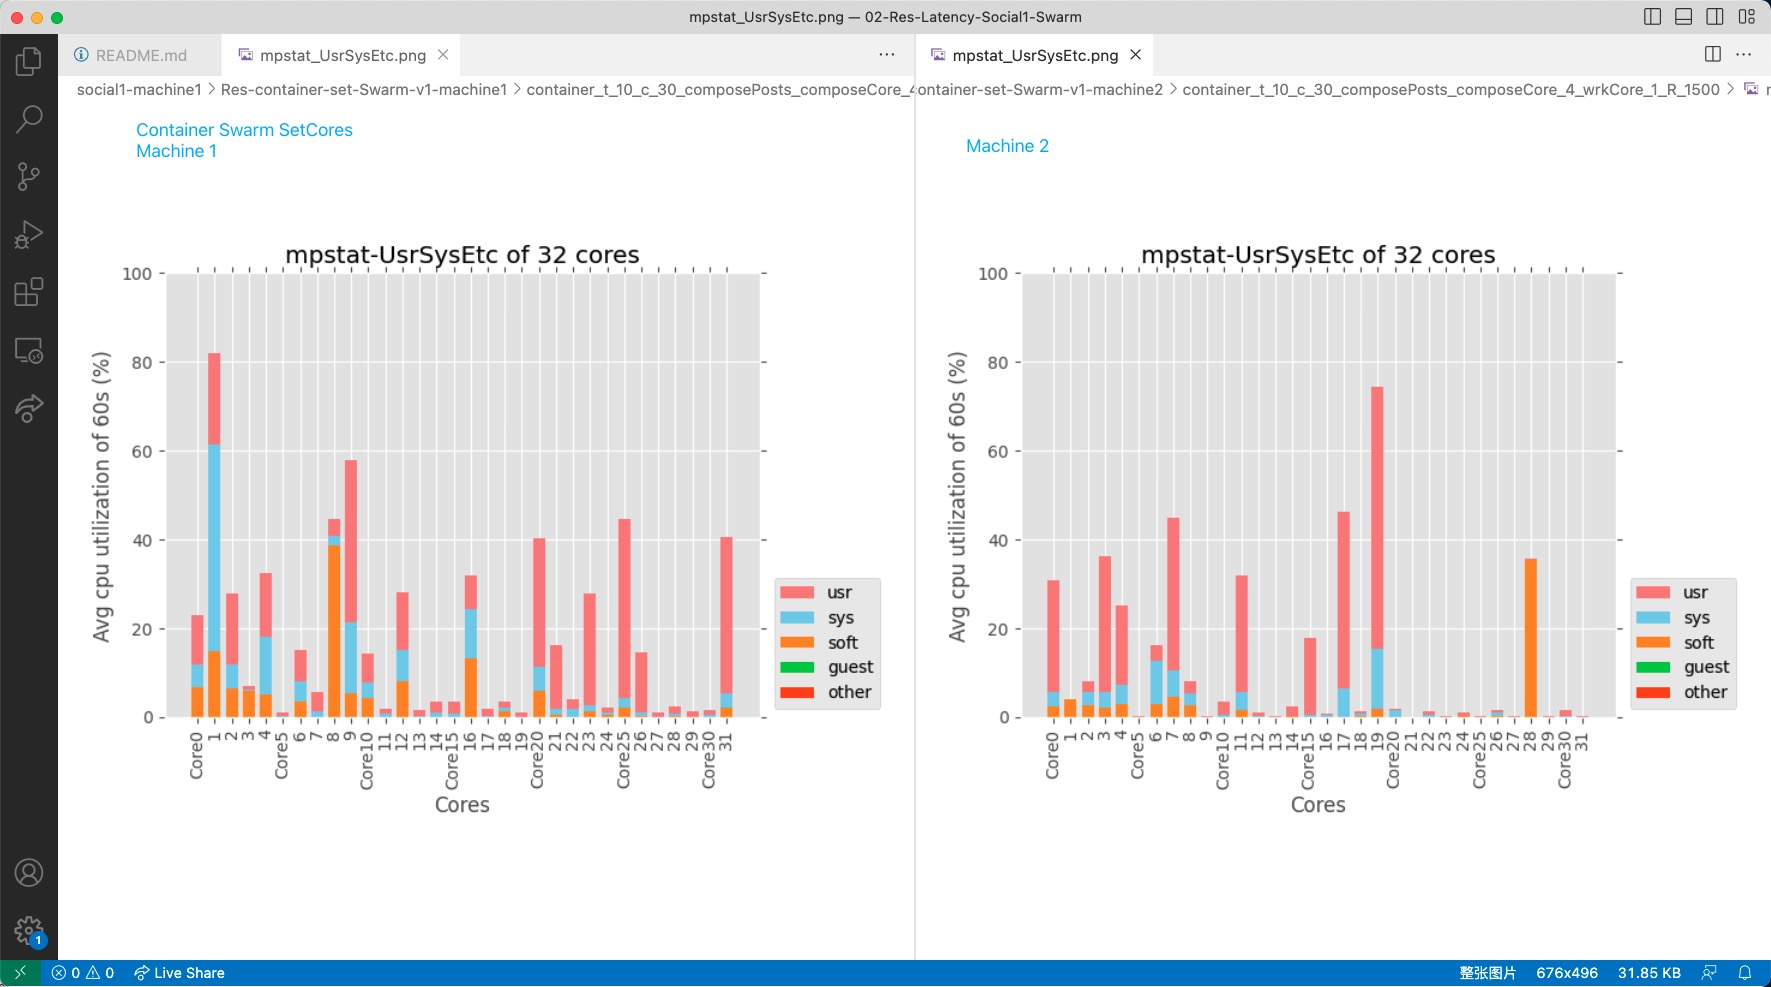 mpstat_UsrSysEtc.png — 02-Res-Latency-Social1-Swarm
README.md
mpstat_UsrSysEtc.png
mpstat_UsrSysEtc.png
social1-machine1 > Res-container-set-Swarm-v1-machine1 > container_t_10_c_30_composePosts_composeCore_4
ontainer-set-Swarm-v1-machine2 > container_t_10_c_30_composePosts_composeCore_4_wrkCore_1_R_1500 >
Container Swarm SetCores
Machine 1
mpstat-UsrSysEtc of 32 cores
Avg cpu utilization of 60s (%)
100
80
60
40
20
0
Core0 1 2 3 4 Core5 6 7 8 9 Core10 11 12 13 14 Core15 16 17 18 19 Core20 21 22 23 24 Core25 26 27 28 29 Core30 31
Cores
usr
sys
soft
guest
other
Machine 2
mpstat-UsrSysEtc of 32 cores
Avg cpu utilization of 60s (%)
100
80
60
40
20
0
Core0 1 2 3 4 Core5 6 7 8 9 Core10 11 12 13 14 Core15 16 17 18 19 Core20 21 22 23 24 Core25 26 27 28 29 Core30 31
Cores
usr
sys
soft
guest
other
1
0 0 Live Share
整张图片 676x496 31.85 KB